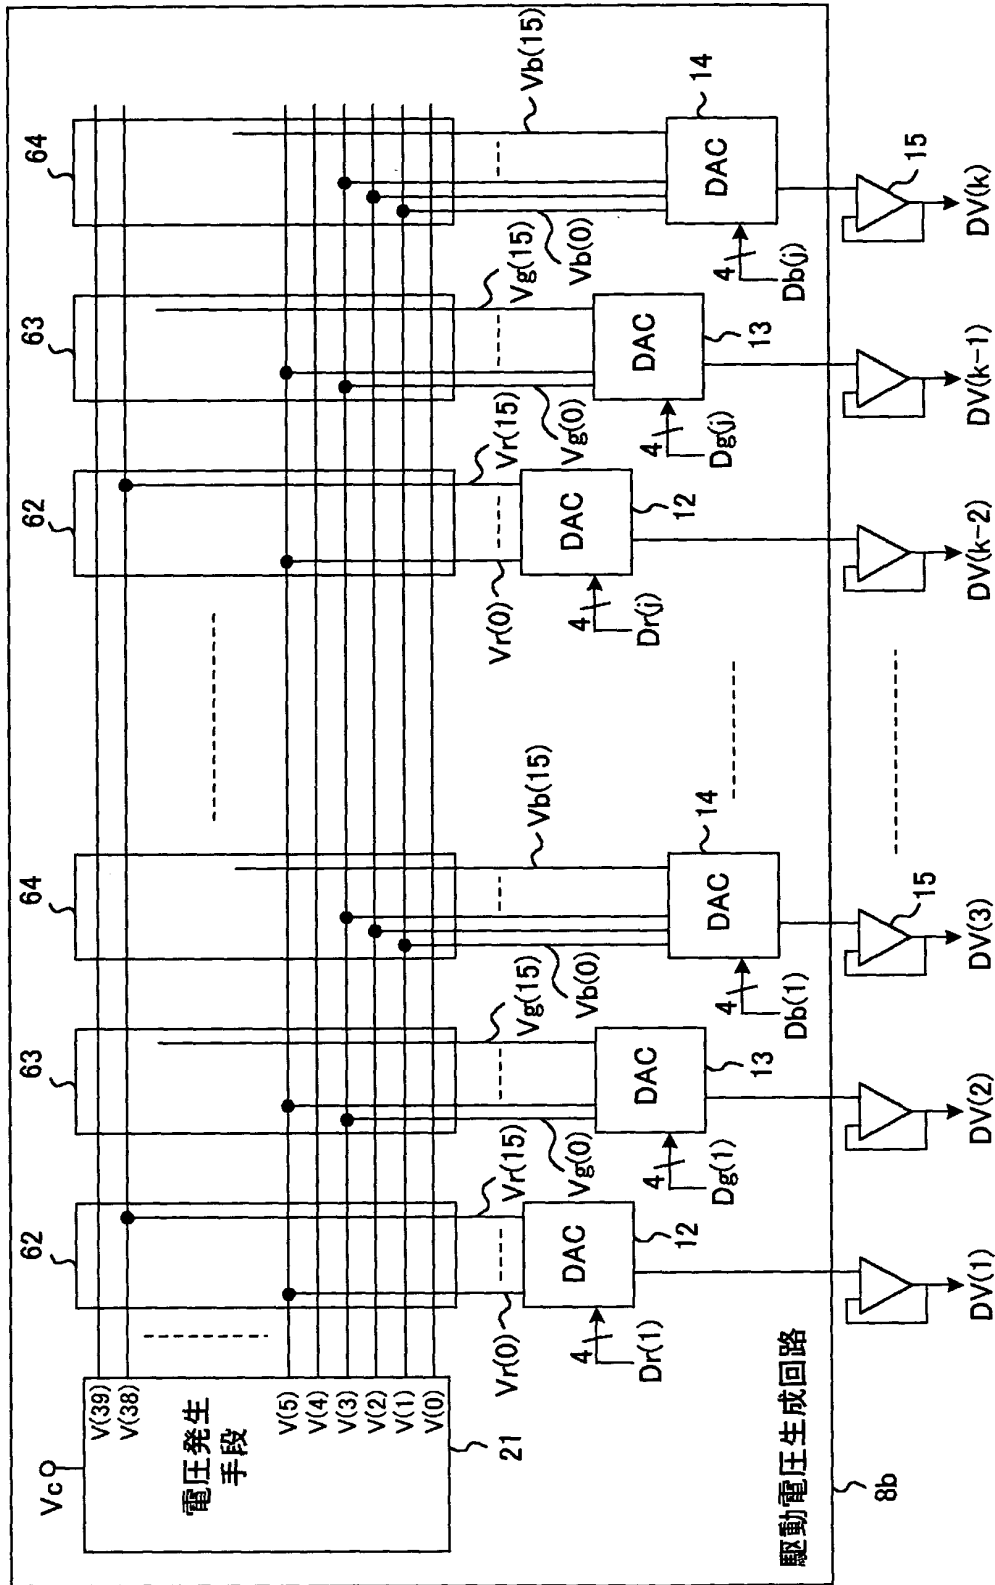 Vc
電圧発生
手段
21
V(39)
V(38)
V(5)
V(4)
V(3)
V(2)
V(1)
V(0)
62
63
64
62
63
64
Vr(0)
Vr(15)
Vg(0)
Vg(15)
Vb(0)
Vb(15)
Vr(0)
Vr(15)
Vg(0)
Vg(15)
Vb(0)
Vb(15)
DAC
12
DAC
13
DAC
14
DAC
12
DAC
13
DAC
14
4
Dr(1)
4
Dg(1)
4
Db(1)
4
Dr(j)
4
Dg(j)
4
Db(j)
駆動電圧生成回路
8b
15
15
DV(1)
DV(2)
DV(3)
DV(k-2)
DV(k-1)
DV(k)